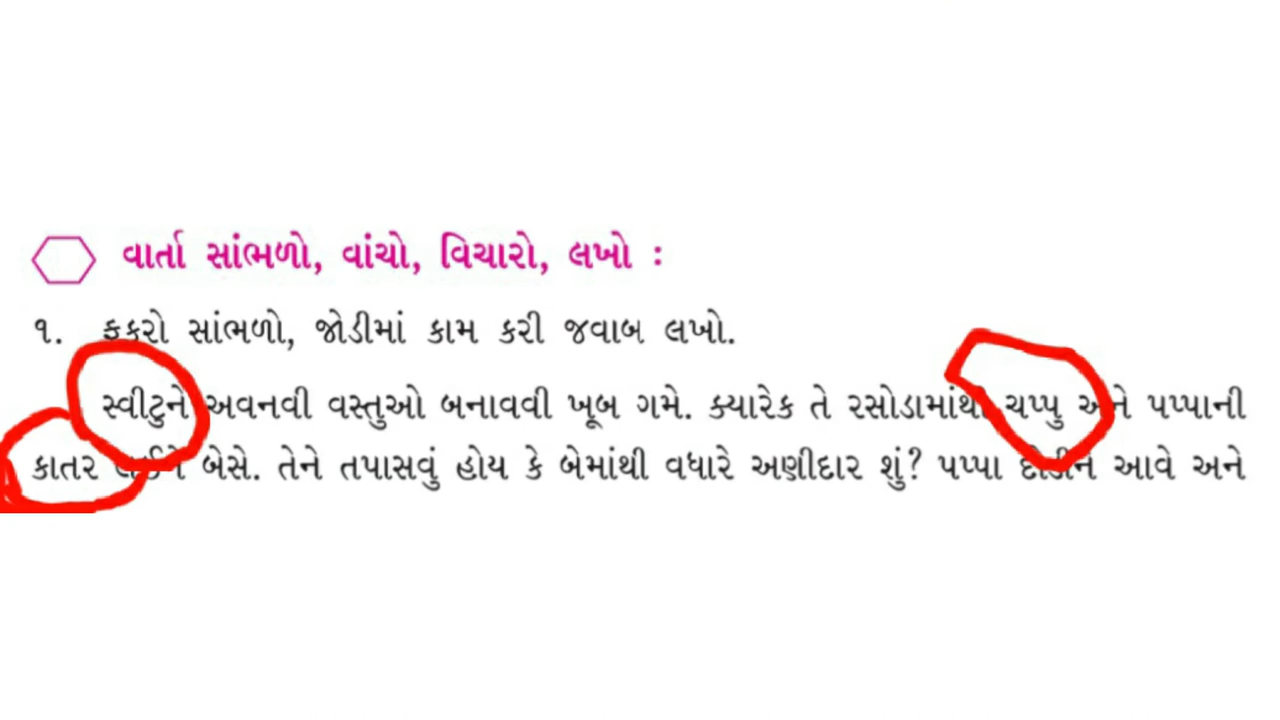 વાર્તા સાંભળો, વાંચો, વિચારો, લખો :
૧. ફકરો સાંભળો, જોડીમાં કામ કરી જવાબ લખો.
સ્વીટુને અવનવી વસ્તુઓ બનાવવી ખૂબ ગમે. ક્યારેક તે રસોડામાંથી ચપ્પુ અને પપ્પાની
કાતર લઈને બેસે. તેને તપાસવું હોય કે બેમાંથી વધારે અણીદાર શું? પપ્પા દોડીને આવે અને